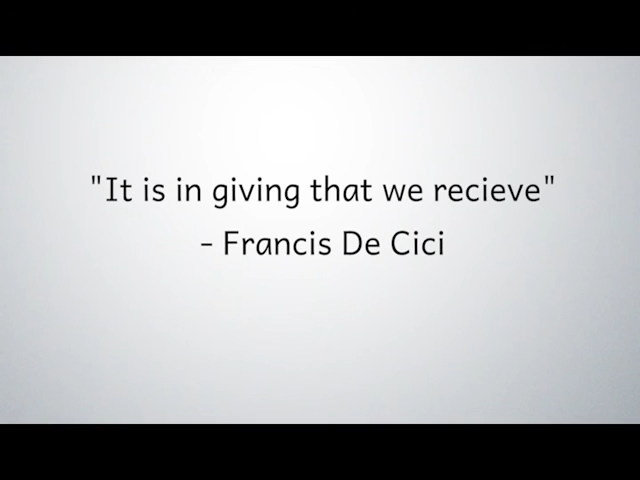 "It is in giving that we recieve"
- Francis De Cici